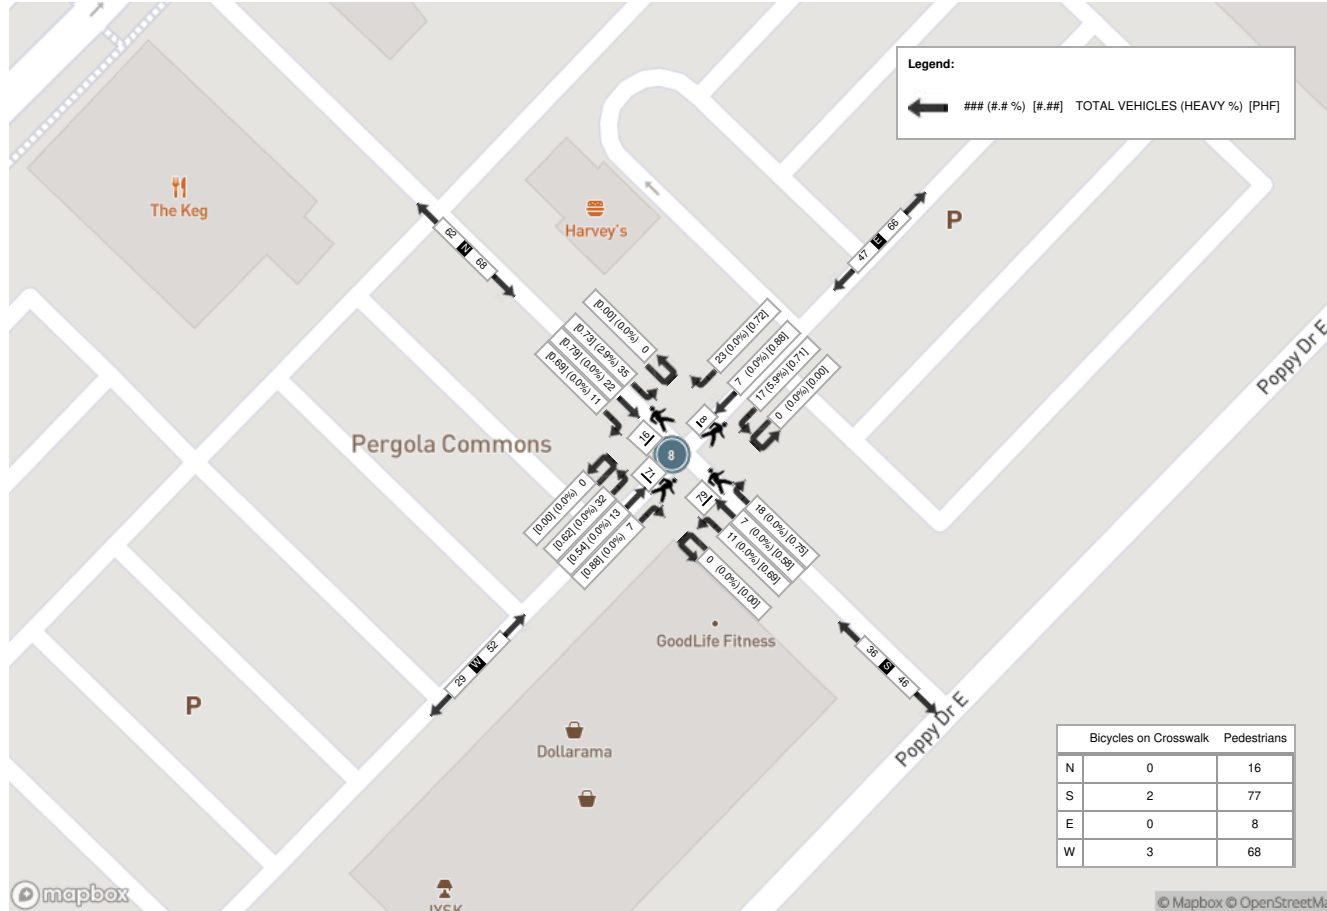 Legend:
### (#.# %) [#.##] TOTAL VEHICLES (HEAVY %) [PHF]
The Keg
Harvey's
P
62 N 68
47 E 66
Poppy Dr E
[0.00] (0.0%) 0
[0.73] (2.9%) 35
[0.79] (0.0%) 22
[0.69] (0.0%) 11
23 (0.0%) [0.72]
7 (0.0%) [0.88]
17 (5.9%) [0.71]
0 (0.0%) [0.00]
Pergola Commons
16
8
8
71
79
[0.00] (0.0%) 0
[0.62] (0.0%) 32
[0.54] (0.0%) 13
[0.88] (0.0%) 7
18 (0.0%) [0.75]
7 (0.0%) [0.58]
11 (0.0%) [0.69]
0 (0.0%) [0.00]
GoodLife Fitness
29 W 52
36 S 46
P
Poppy Dr E
Dollarama
JYSK
Bicycles on Crosswalk Pedestrians
N 0 16
S 2 77
E 0 8
W 3 68
mapbox
© Mapbox © OpenStreetMa